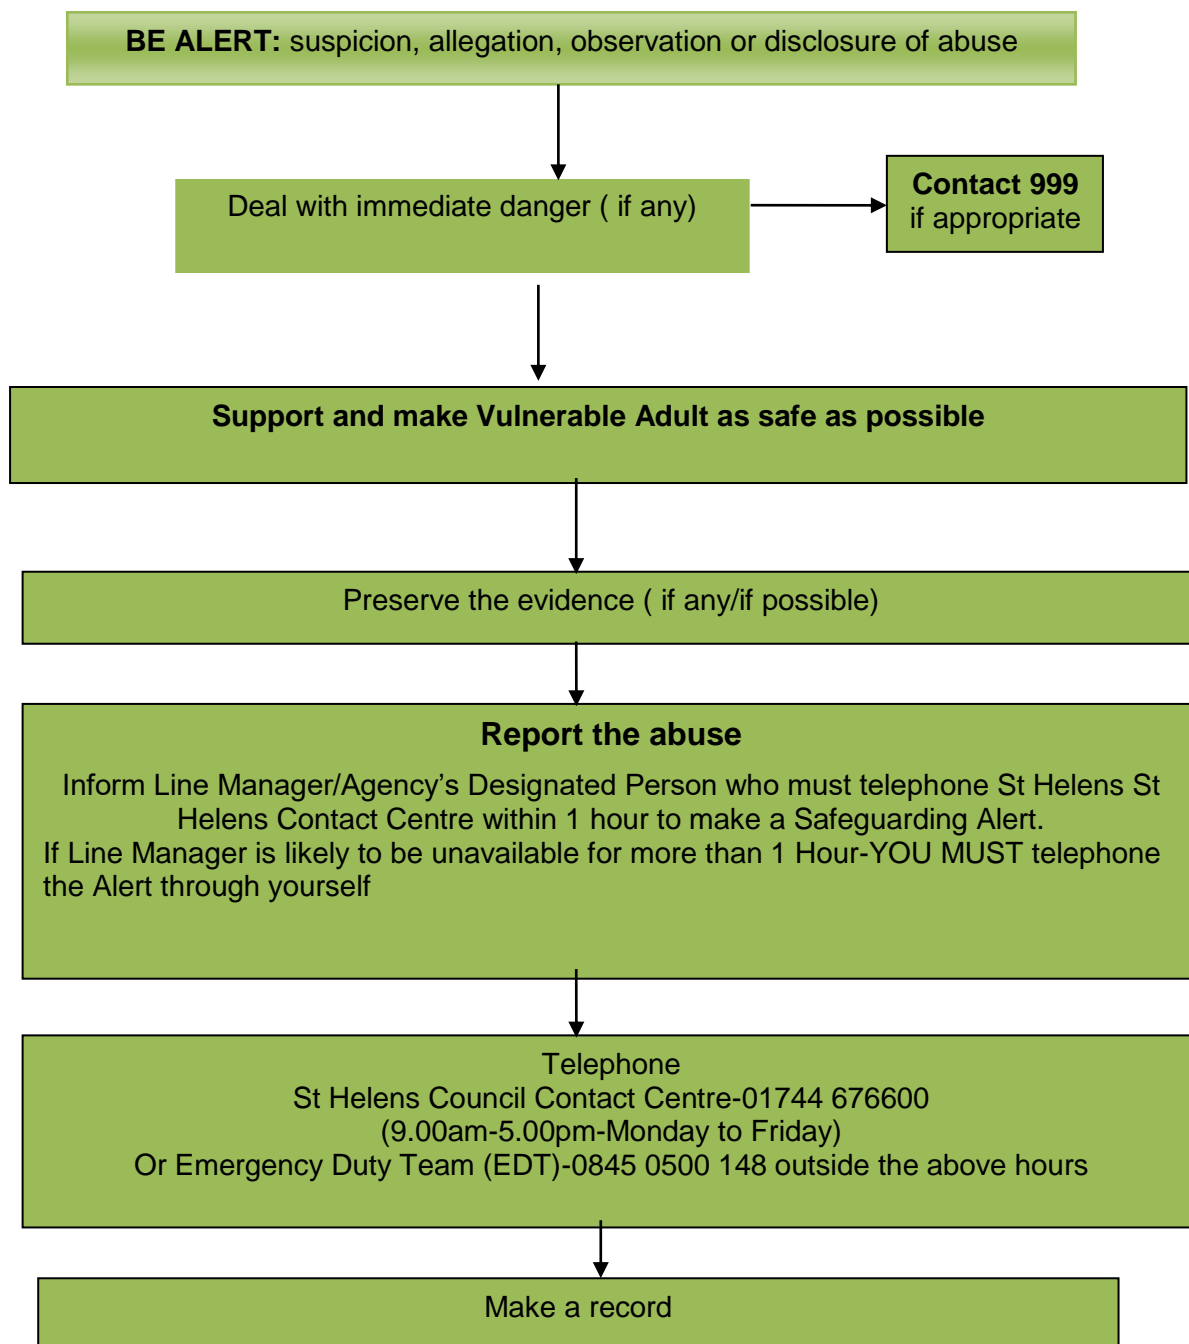 BE ALERT: suspicion, allegation, observation or disclosure of abuse
Deal with immediate danger ( if any)
Contact 999
if appropriate
Support and make Vulnerable Adult as safe as possible
Preserve the evidence ( if any/if possible)
Report the abuse
Inform Line Manager/Agency’s Designated Person who must telephone St Helens St
Helens Contact Centre within 1 hour to make a Safeguarding Alert.
If Line Manager is likely to be unavailable for more than 1 Hour-YOU MUST telephone
the Alert through yourself
Telephone
St Helens Council Contact Centre-01744 676600
(9.00am-5.00pm-Monday to Friday)
Or Emergency Duty Team (EDT)-0845 0500 148 outside the above hours
Make a record